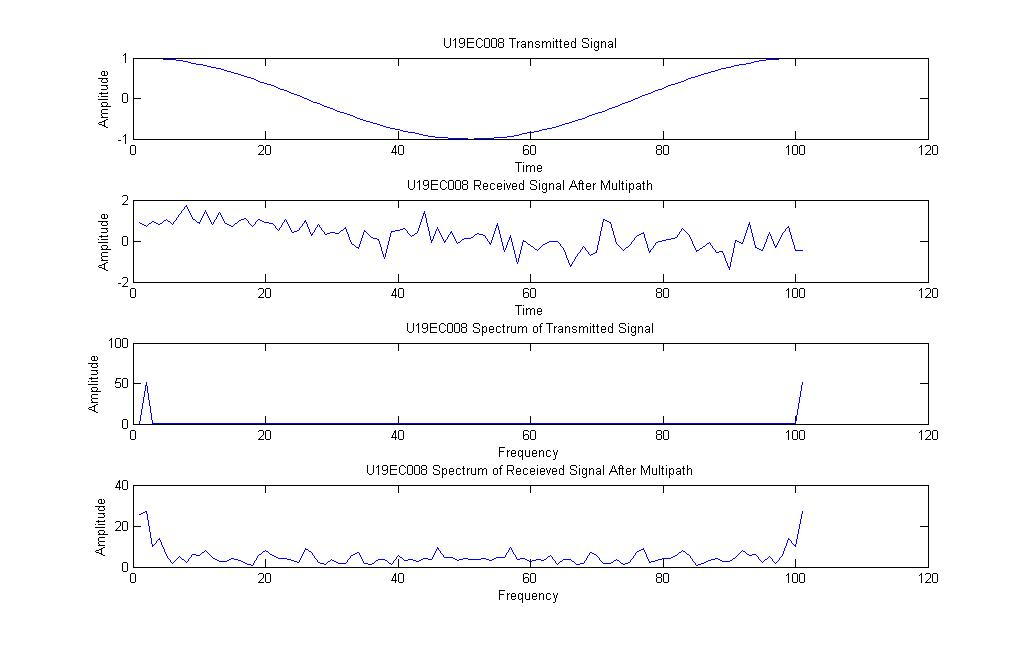 U19EC008 Transmitted Signal
Amplitude
1
0
-1
0 20 40 60 80 100 120
Time
U19EC008 Received Signal After Multipath
Amplitude
2
0
-2
0 20 40 60 80 100 120
Time
U19EC008 Spectrum of Transmitted Signal
Amplitude
100
50
0
0 20 40 60 80 100 120
Frequency
U19EC008 Spectrum of Receieved Signal After Multipath
Amplitude
40
20
0
0 20 40 60 80 100 120
Frequency